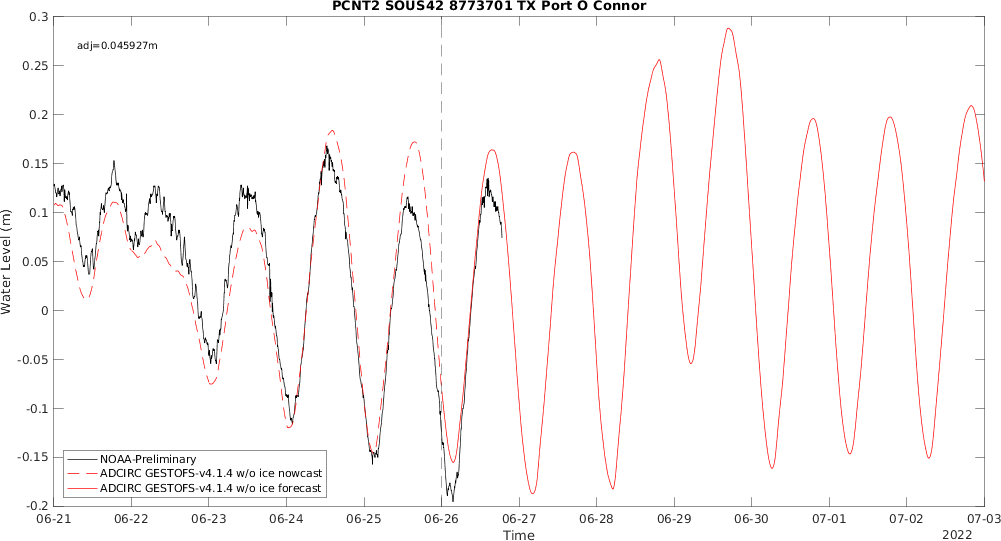 PCNT2 SOUS42 8773701 TX Port O Connor
adj=0.045927m
Water Level (m)
0.3
0.25
0.2
0.15
0.1
0.05
0
-0.05
-0.1
-0.15
-0.2
NOAA-Preliminary
ADCIRC GESTOFS-v4.1.4 w/o ice nowcast
ADCIRC GESTOFS-v4.1.4 w/o ice forecast
06-21 06-22 06-23 06-24 06-25 06-26 06-27 06-28 06-29 06-30 07-01 07-02 07-03
Time
2022